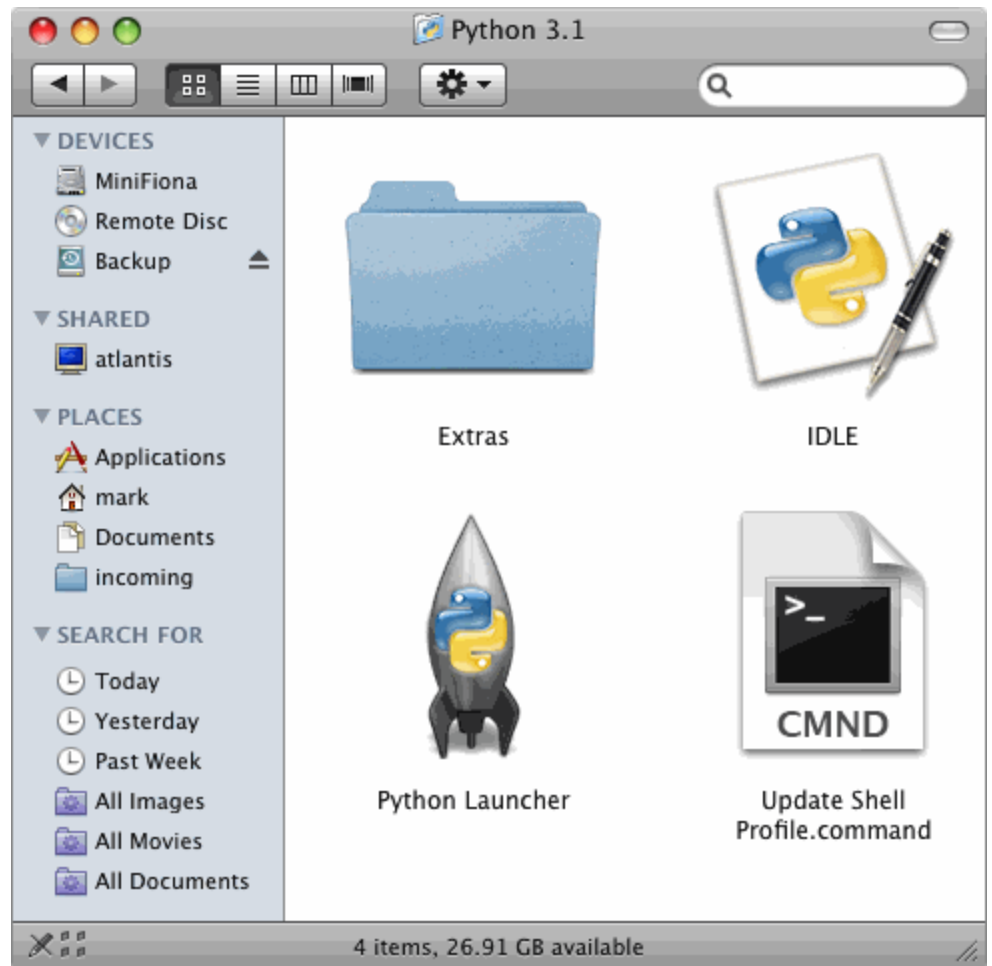 Python 3.1
DEVICES
MiniFiona
Remote Disc
Backup
SHARED
atlantis
PLACES
Applications
mark
Documents
incoming
SEARCH FOR
Today
Yesterday
Past Week
All Images
All Movies
All Documents
Extras
IDLE
>_
CMND
Python Launcher
Update Shell
Profile.command
4 items, 26.91 GB available